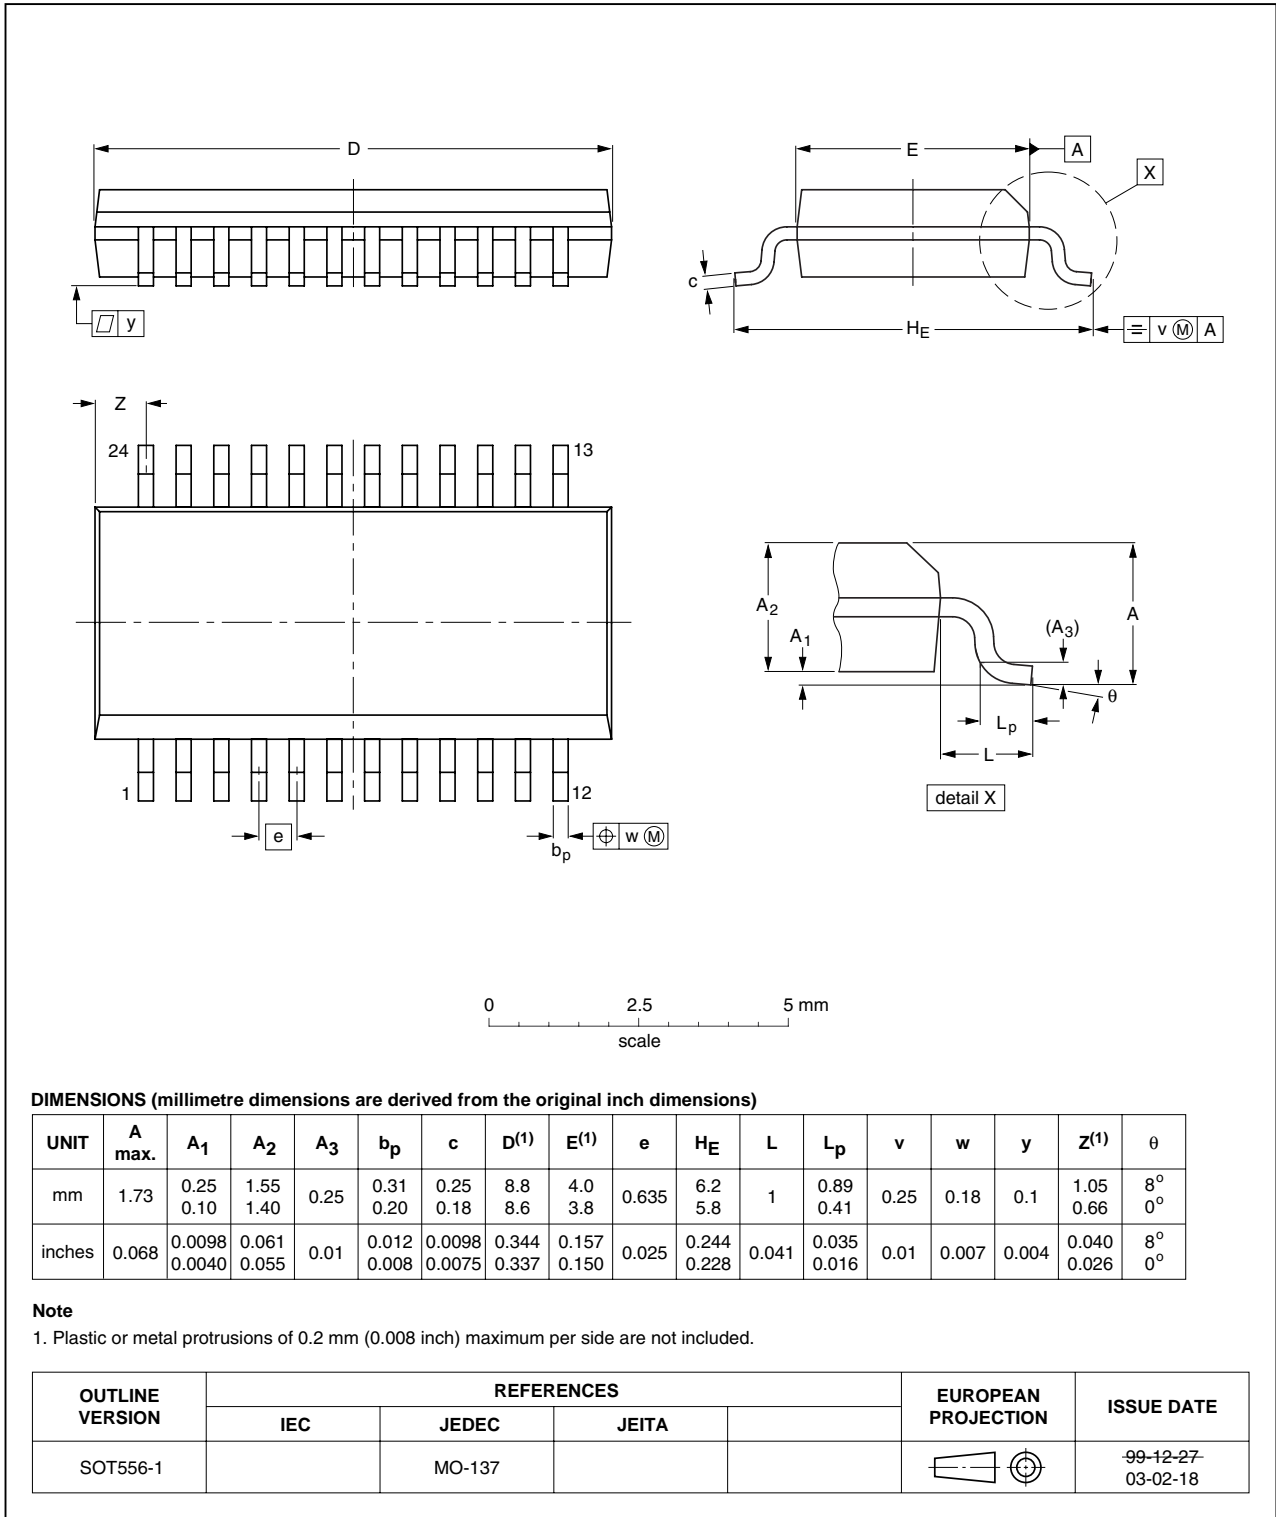 D
E
A
X
y
c
HE
v M A
Z
24
13
1
12
e
bp
w M
A2
A1
(A3)
A
θ
Lp
L
detail X
0 2.5 5 mm
scale
DIMENSIONS (millimetre dimensions are derived from the original inch dimensions)
UNIT A max. A1 A2 A3 bp c D(1) E(1) e HE L Lp v w y Z(1) θ
mm 1.73 0.25 0.10 1.55 1.40 0.25 0.31 0.20 0.25 0.18 8.8 8.6 4.0 3.8 0.635 6.2 5.8 1 0.89 0.41 0.25 0.18 0.1 1.05 0.66 8° 0°
inches 0.068 0.0098 0.0040 0.061 0.055 0.01 0.012 0.008 0.0098 0.0075 0.344 0.337 0.157 0.150 0.025 0.244 0.228 0.041 0.035 0.016 0.01 0.007 0.004 0.040 0.026 8° 0°
Note
1. Plastic or metal protrusions of 0.2 mm (0.008 inch) maximum per side are not included.
OUTLINE VERSION REFERENCES EUROPEAN PROJECTION ISSUE DATE
IEC JEDEC JEITA
SOT556-1 MO-137 99-12-27
03-02-18